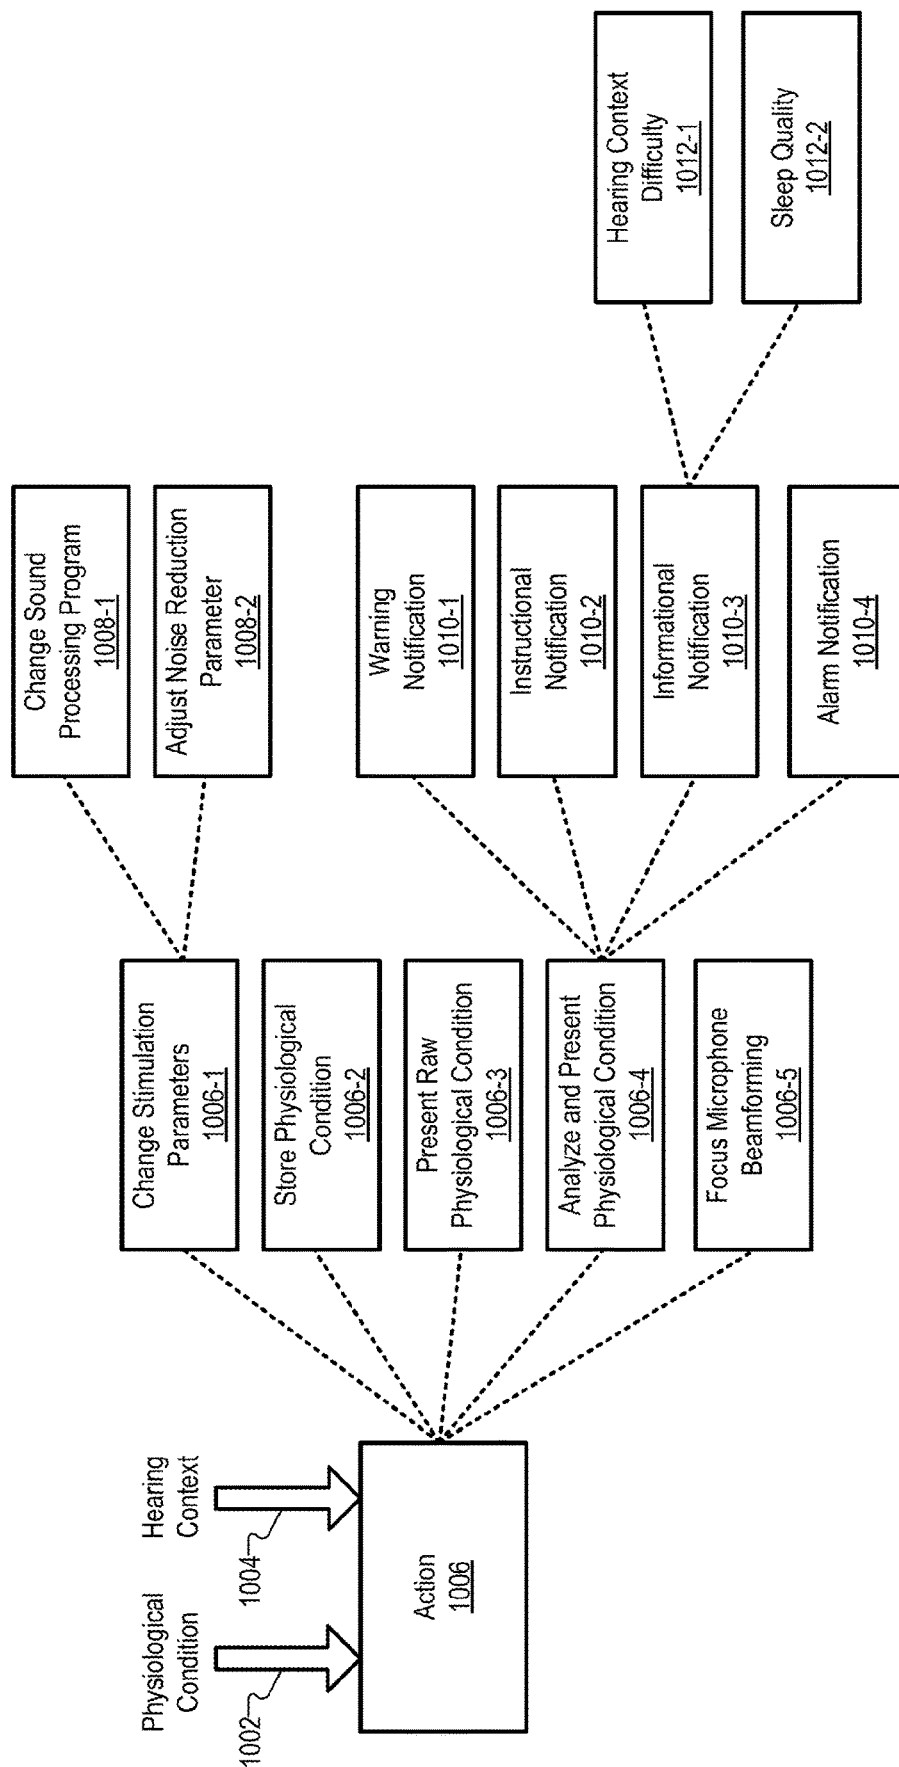 Physiological
Condition
1002
Hearing
Context
1004
Action
1006
Change Stimulation
Parameters
1006-1
Store Physiological
Condition
1006-2
Present Raw
Physiological Condition
1006-3
Analyze and Present
Physiological Condition
1006-4
Focus Microphone
Beamforming
1006-5
Change Sound
Processing Program
1008-1
Adjust Noise Reduction
Parameter
1008-2
Warning
Notification
1010-1
Instructional
Notification
1010-2
Informational
Notification
1010-3
Alarm Notification
1010-4
Hearing Context
Difficulty
1012-1
Sleep Quality
1012-2